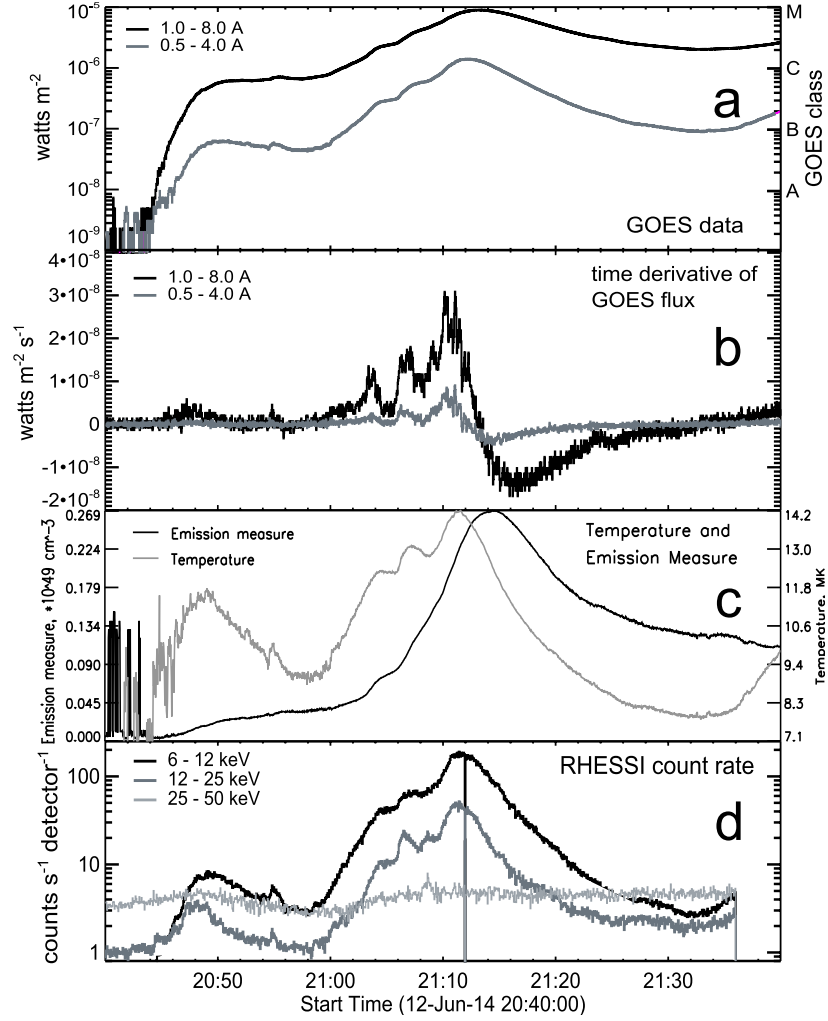 10⁻⁵
10⁻⁶
10⁻⁷
10⁻⁸
10⁻⁹
watts m⁻²
1.0 - 8.0 A
0.5 - 4.0 A
a
GOES data
M
C
B
A
GOES class
4•10⁻⁸
3•10⁻⁸
2•10⁻⁸
1•10⁻⁸
0
-1•10⁻⁸
-2•10⁻⁸
watts m⁻² s⁻¹
1.0 - 8.0 A
0.5 - 4.0 A
time derivative of
GOES flux
b
0.269
0.224
0.179
0.134
0.090
0.045
0.000
Emission measure, *10^49 cm^-3
Emission measure
Temperature
Temperature and
Emission Measure
c
14.2
13.0
11.8
10.6
9.4
8.3
7.1
Temperature, MK
100
10
1
counts s⁻¹ detector⁻¹
6 - 12 keV
12 - 25 keV
25 - 50 keV
RHESSI count rate
d
20:50
21:00
21:10
21:20
21:30
Start Time (12-Jun-14 20:40:00)